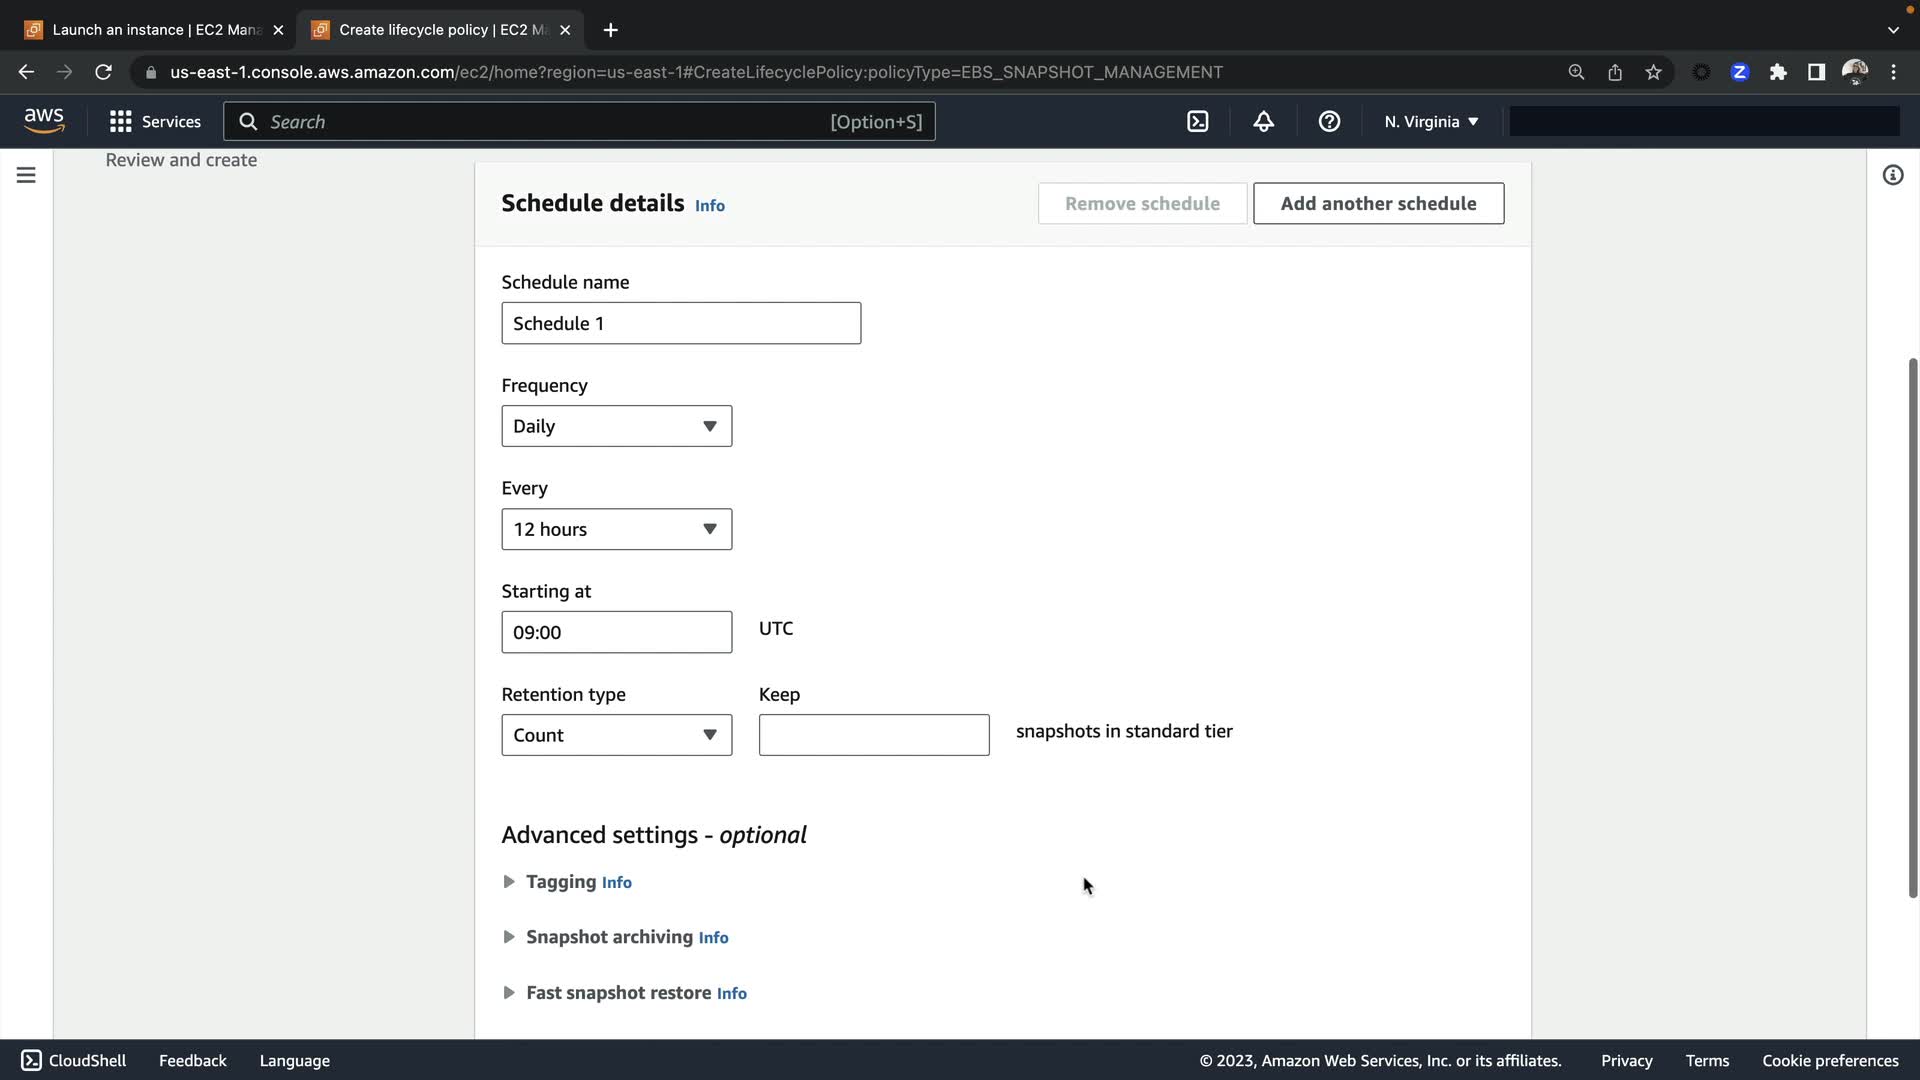 Launch an instance | EC2 Mana
Create lifecycle policy | EC2 Ma
us-east-1.console.aws.amazon.com/ec2/home?region=us-east-1#CreateLifecyclePolicy:policyType=EBS_SNAPSHOT_MANAGEMENT
Z
aws
Services
Search
[Option+S]
N. Virginia
Review and create
Schedule details Info
Remove schedule
Add another schedule
Schedule name
Schedule 1
Frequency
Daily
Every
12 hours
Starting at
09:00 UTC
Retention type Keep
Count snapshots in standard tier
Advanced settings - optional
Tagging Info
Snapshot archiving Info
Fast snapshot restore Info
CloudShell Feedback Language © 2023, Amazon Web Services, Inc. or its affiliates. Privacy Terms Cookie preferences